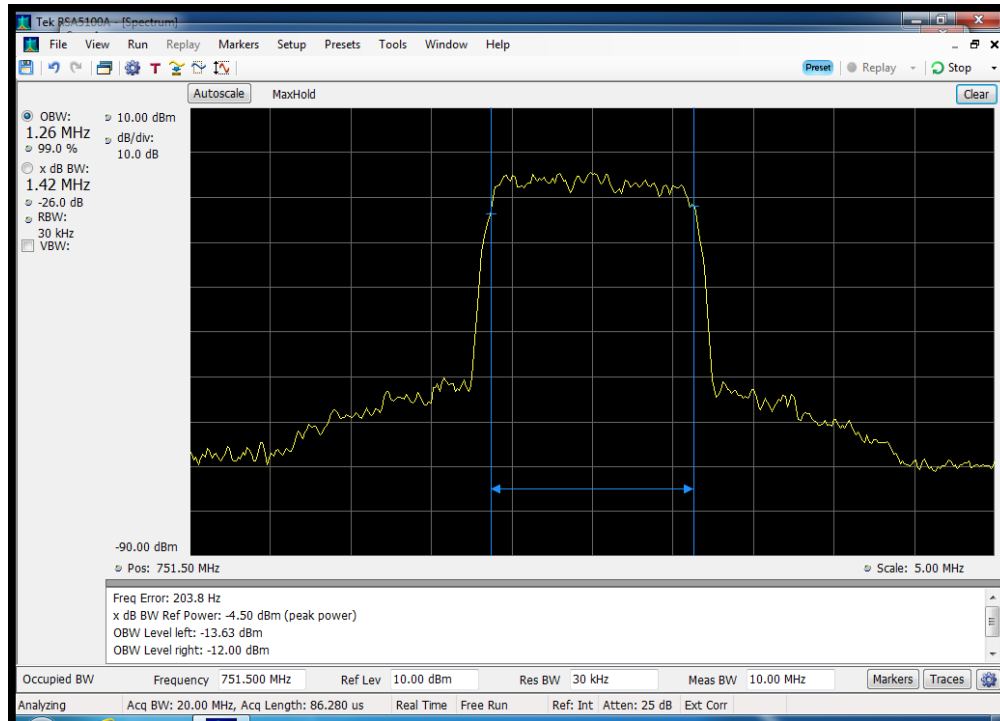 Tek RSA5100A - [Spectrum]
File View Run Replay Markers Setup Presets Tools Window Help
T Preset Replay Stop
Autoscale MaxHold Clear
OBW:
1.26 MHz
99.0 %
x dB BW:
1.42 MHz
-26.0 dB
RBW:
30 kHz
VBW:
10.00 dBm
dB/div:
10.0 dB
-90.00 dBm
Pos: 751.50 MHz Scale: 5.00 MHz
Freq Error: 203.8 Hz
x dB BW Ref Power: -4.50 dBm (peak power)
OBW Level left: -13.63 dBm
OBW Level right: -12.00 dBm
Occupied BW Frequency 751.500 MHz Ref Lev 10.00 dBm Res BW 30 kHz Meas BW 10.00 MHz Markers Traces
Analyzing Acq BW: 20.00 MHz, Acq Length: 86.280 us Real Time Free Run Ref: Int Atten: 25 dB Ext Corr